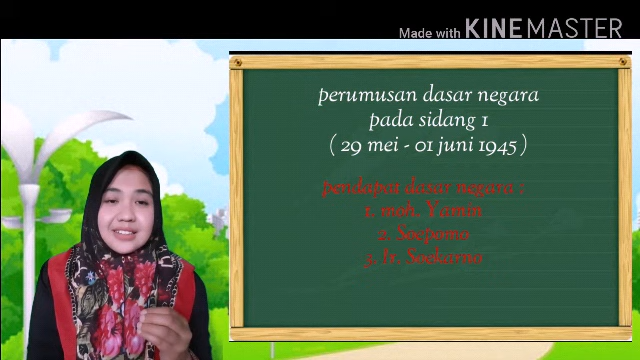 Made with KINEMASTER
perumusan dasar negara
pada sidang 1
( 29 mei - 01 juni 1945 )
pendapat dasar negara :
1. moh. Yamin
2. Soepomo
3. Ir. Soekarno